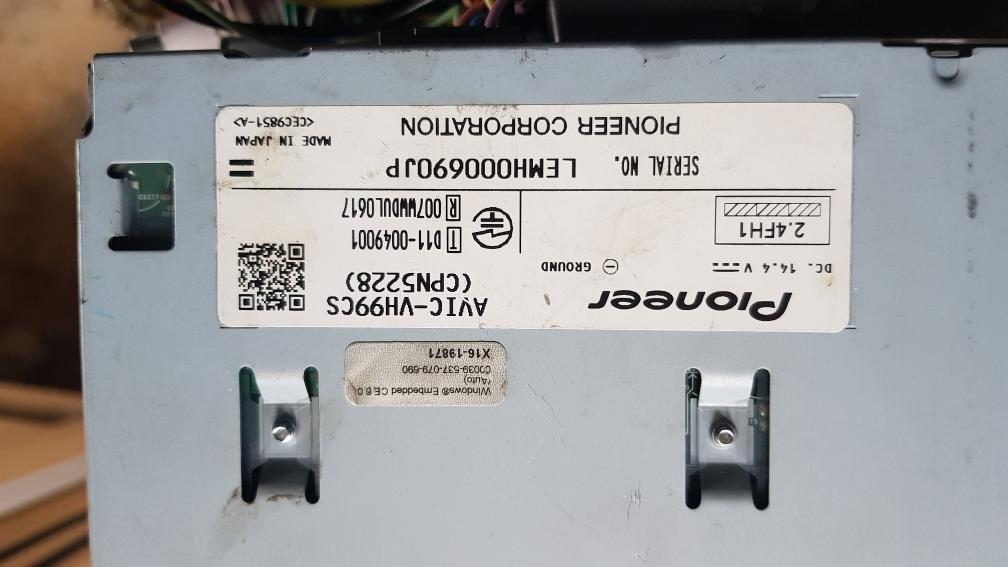 Pioneer
AVIC-VH99CS
(CPN5228)
DC. 14.4 V
GROUND
2.4FH1
T D11-0049001
R 007WWDUL0617
SERIAL NO. LEMH000690JP
PIONEER CORPORATION
MADE IN JAPAN
<CEC9851-A>
Windows® Embedded CE 6.0
(Auto)
00039-537-079-690
X16-19871